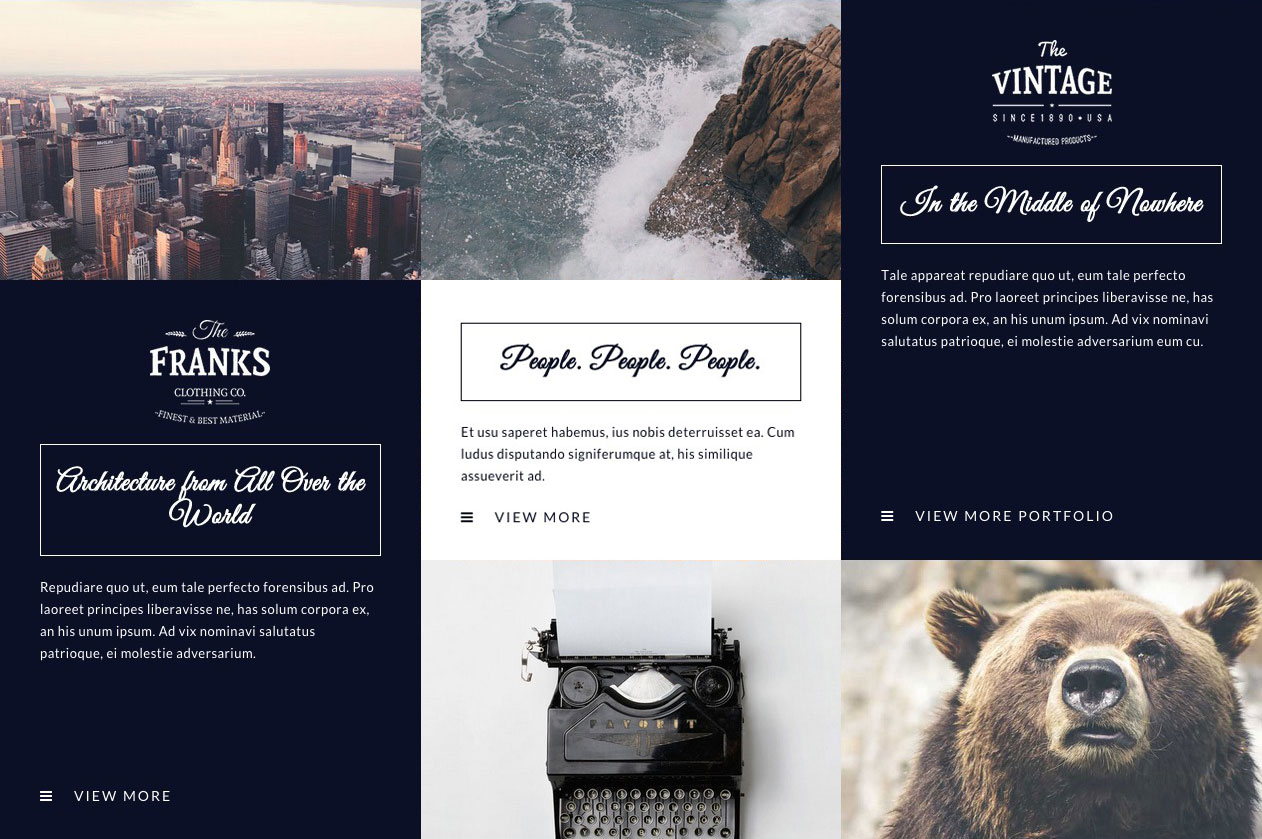 The
FRANKS
CLOTHING CO.
~FINEST & BEST MATERIAL~
Architecture from All Over the
World
Repudiare quo ut, eum tale perfecto forensibus ad. Pro
laoreet principes liberavisse ne, has solum corpora ex,
an his unum ipsum. Ad vix nominavi salutatus
patrioque, ei molestie adversarium.
VIEW MORE
People. People. People.
Et usu saperet habemus, ius nobis deterruisset ea. Cum
ludus disputando signiferumque at, his similique
assueverit ad.
VIEW MORE
FAVORIT
The
VINTAGE
SINCE1890•USA
~MANUFACTURED PRODUCTS~
In the Middle of Nowhere
Tale appareat repudiare quo ut, eum tale perfecto
forensibus ad. Pro laoreet principes liberavisse ne, has
solum corpora ex, an his unum ipsum. Ad vix nominavi
salutatus patrioque, ei molestie adversarium eum cu.
VIEW MORE PORTFOLIO